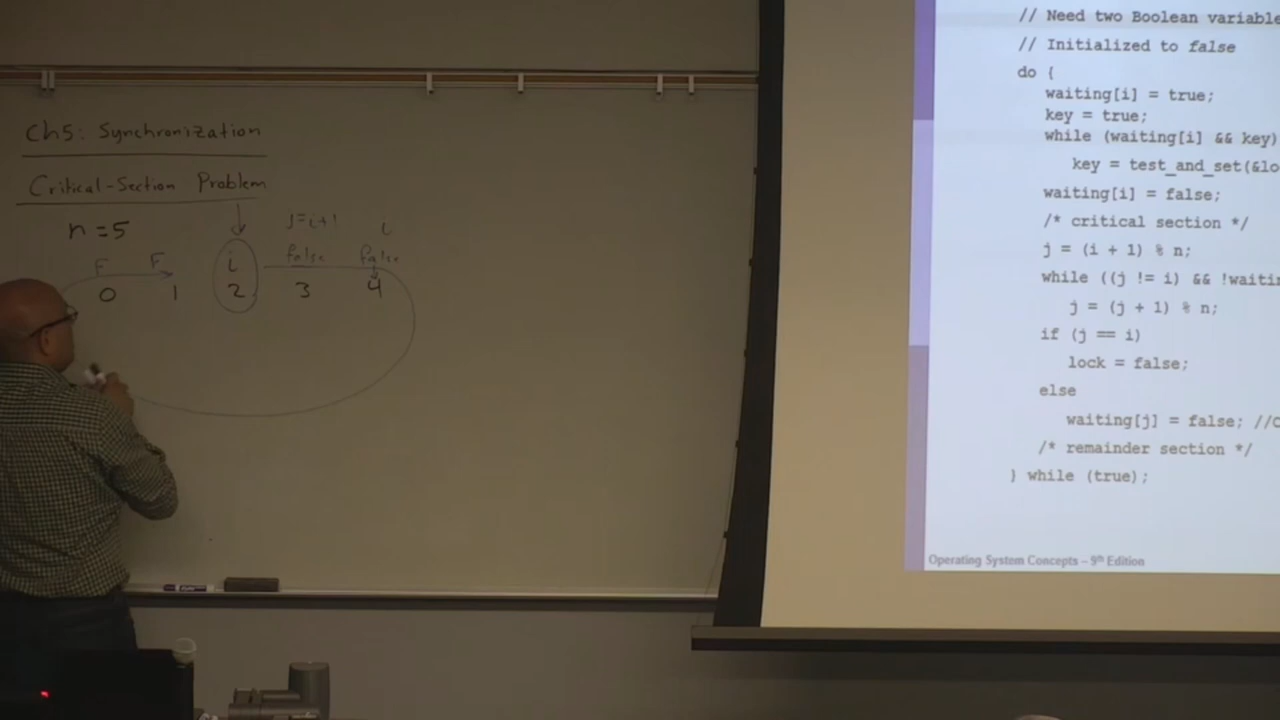 Ch5: Synchronization
Critical-Section Problem
n=5
j=i+1 i
F F i false false
0 1 2 3 4
// Need two Boolean variable
// Initialized to false
do {
waiting[i] = true;
key = true;
while (waiting[i] && key)
key = test_and_set(&lo
waiting[i] = false;
/* critical section */
j = (i + 1) % n;
while ((j != i) && !waitin
j = (j + 1) % n;
if (j == i)
lock = false;
else
waiting[j] = false; //
/* remainder section */
} while (true);
Operating System Concepts – 9th Edition